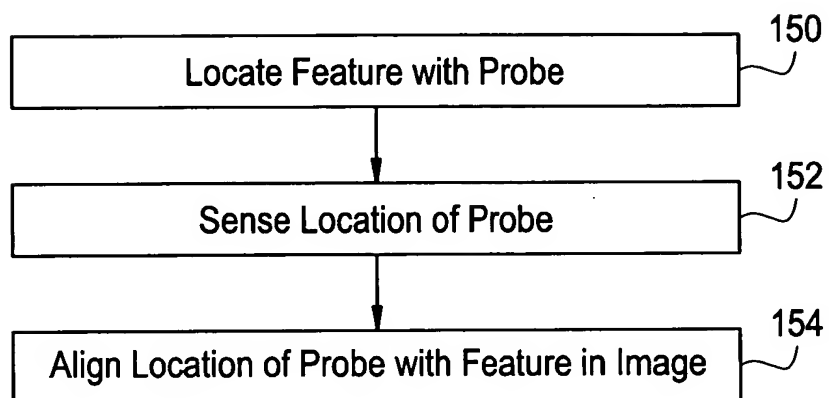 150
Locate Feature with Probe
152
Sense Location of Probe
154
Align Location of Probe with Feature in Image